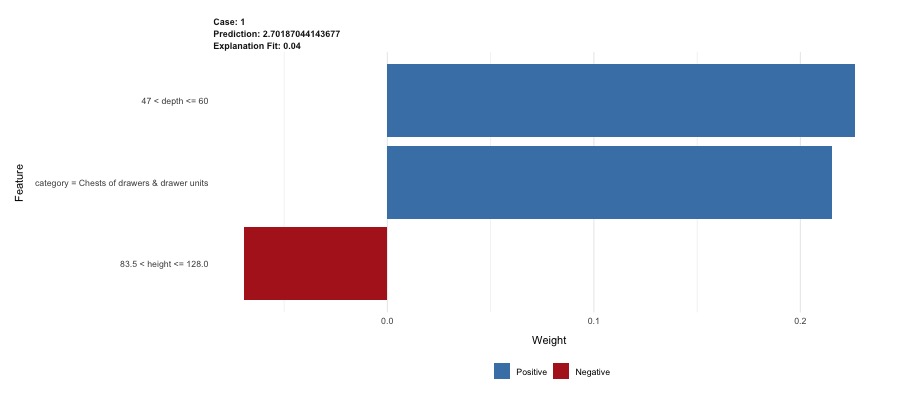 Case: 1
Prediction: 2.70187044143677
Explanation Fit: 0.04
47 < depth <= 60
category = Chests of drawers & drawer units
83.5 < height <= 128.0
Feature
0.0 0.1 0.2
Weight
Positive Negative